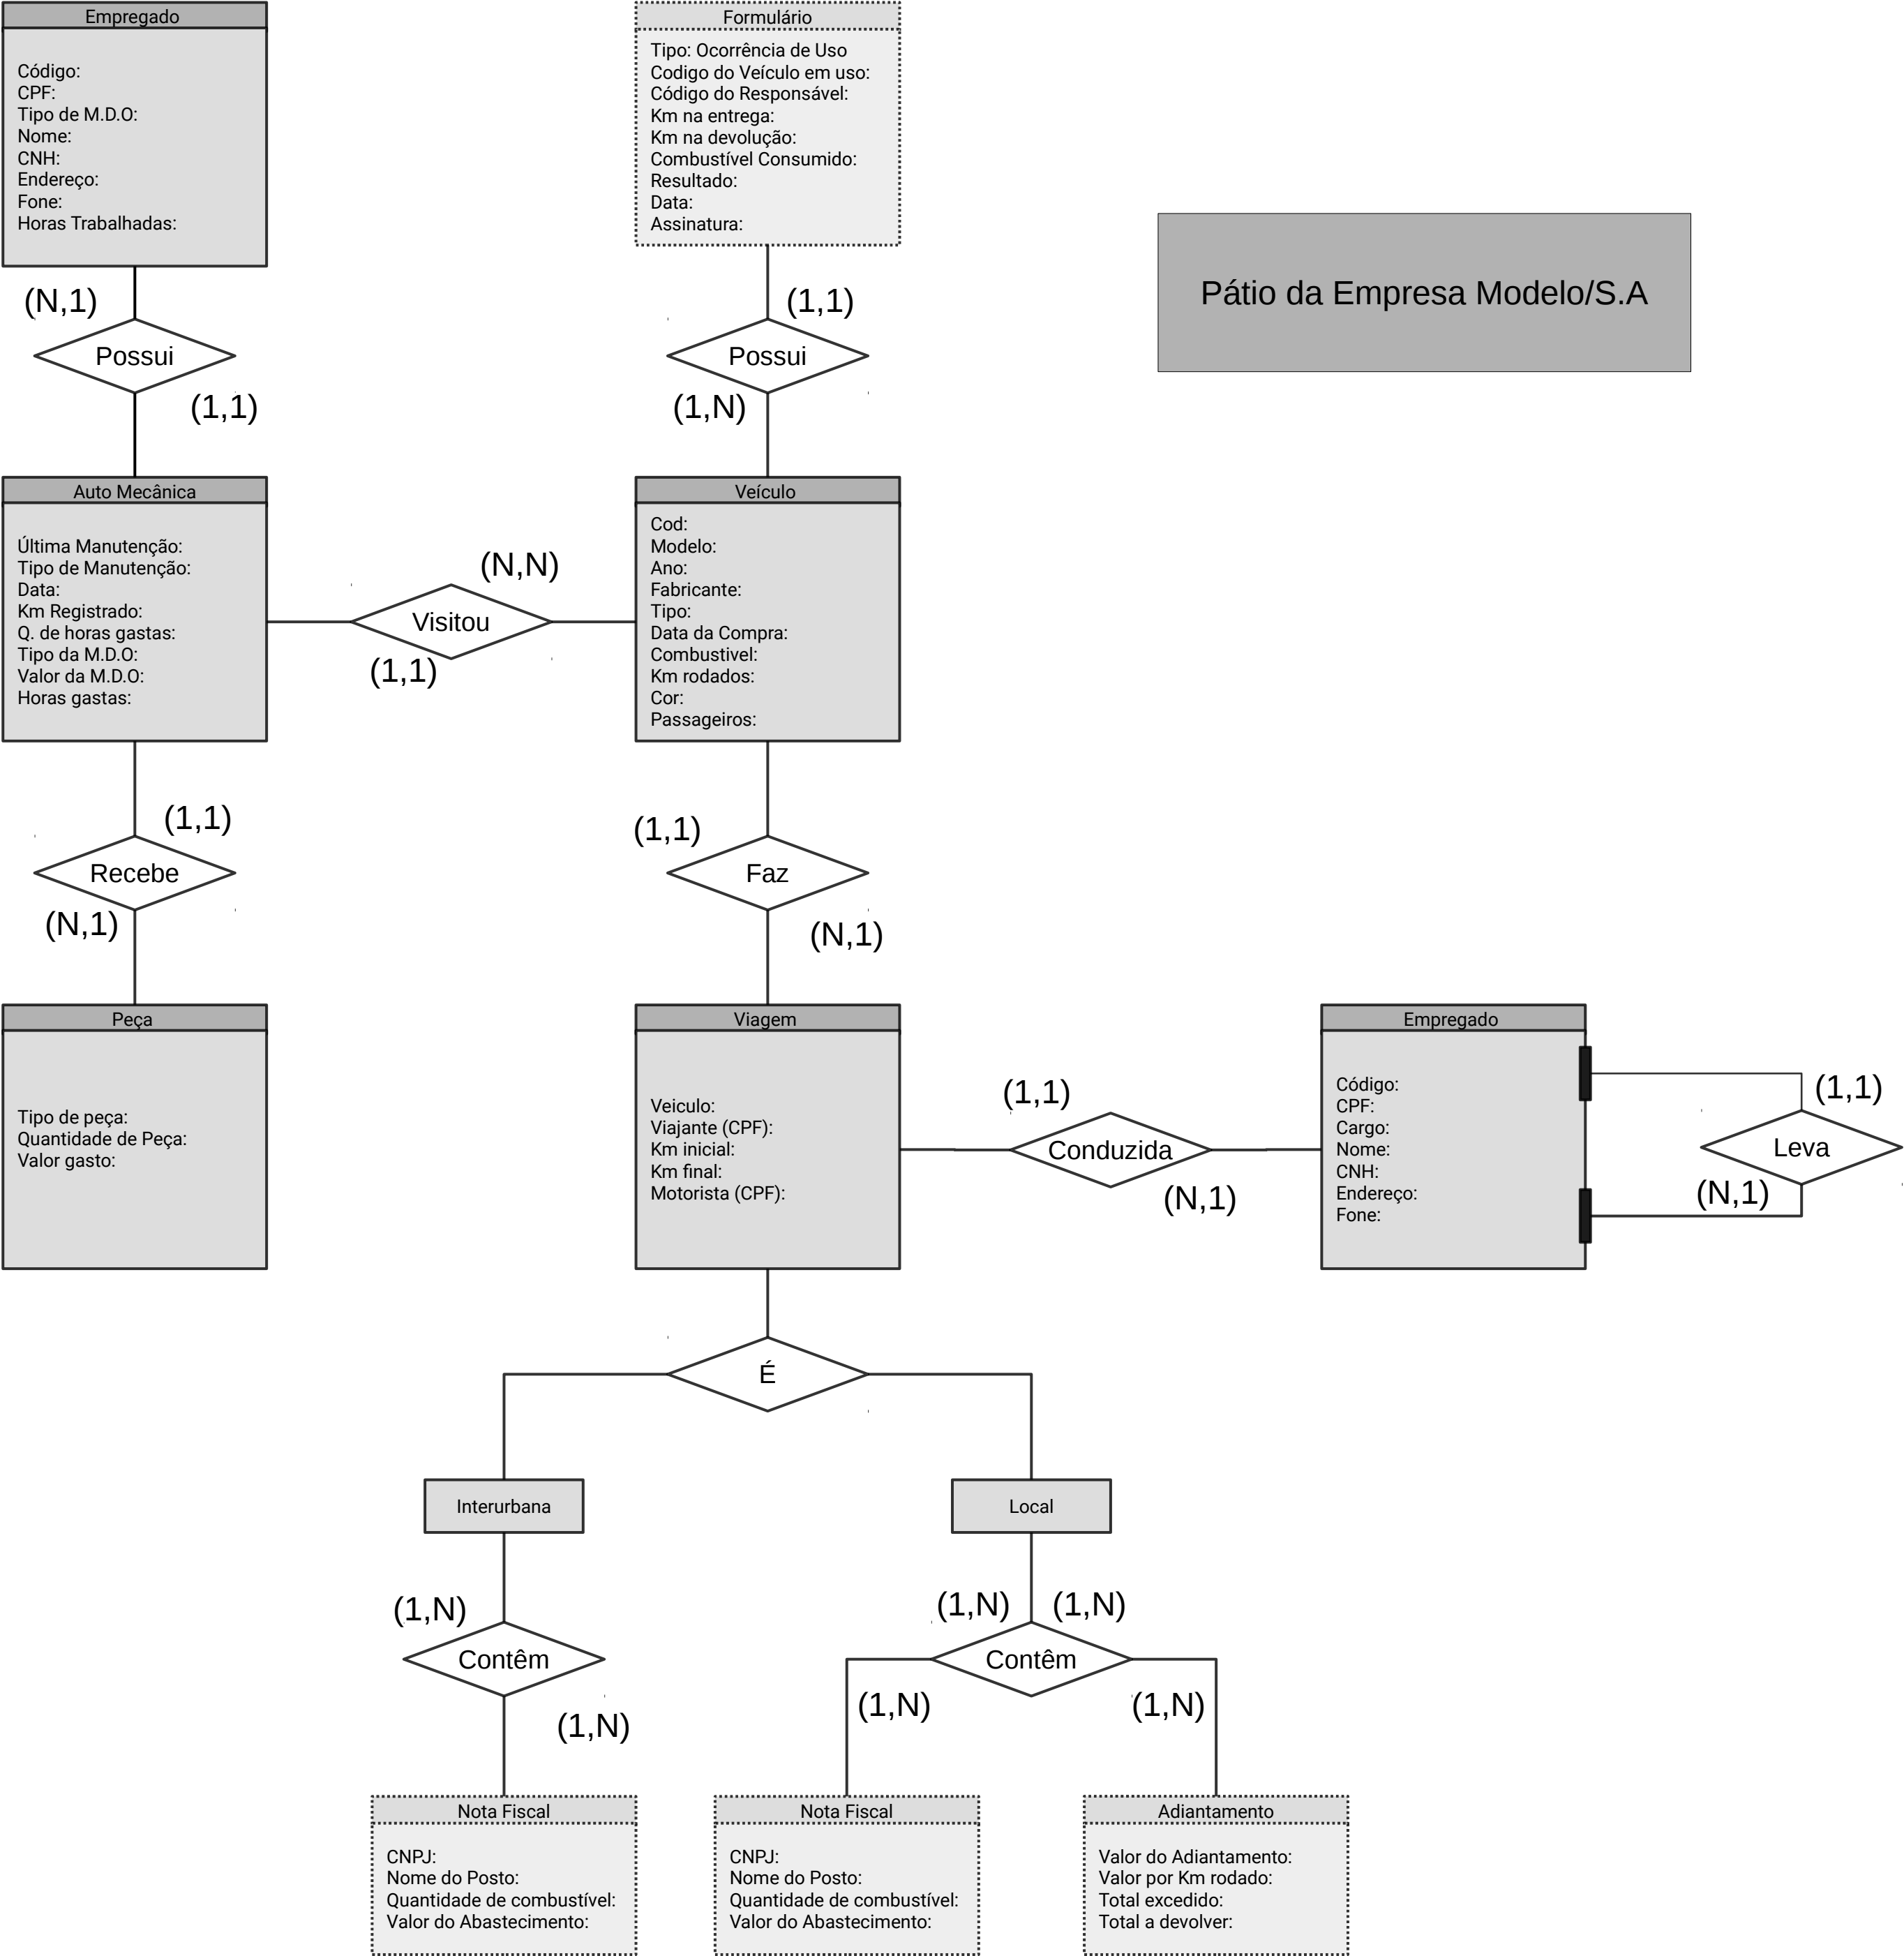 Empregado
Código:
CPF:
Tipo de M.D.O:
Nome:
CNH:
Endereço:
Fone:
Horas Trabalhadas:
Formulário
Tipo: Ocorrência de Uso
Codigo do Veículo em uso:
Código do Responsável:
Km na entrega:
Km na devolução:
Combustível Consumido:
Resultado:
Data:
Assinatura:
Pátio da Empresa Modelo/S.A
(N,1)
Possui
(1,1)
(1,1)
Possui
(1,N)
Auto Mecânica
Última Manutenção:
Tipo de Manutenção:
Data:
Km Registrado:
Q. de horas gastas:
Tipo da M.D.O:
Valor da M.D.O:
Horas gastas:
(N,N)
Visitou
(1,1)
Veículo
Cod:
Modelo:
Ano:
Fabricante:
Tipo:
Data da Compra:
Combustivel:
Km rodados:
Cor:
Passageiros:
(1,1)
Recebe
(N,1)
(1,1)
Faz
(N,1)
Peça
Tipo de peça:
Quantidade de Peça:
Valor gasto:
Viagem
Veiculo:
Viajante (CPF):
Km inicial:
Km final:
Motorista (CPF):
(1,1)
Conduzida
(N,1)
Empregado
Código:
CPF:
Cargo:
Nome:
CNH:
Endereço:
Fone:
(1,1)
Leva
(N,1)
É
Interurbana
Local
(1,N)
Contêm
(1,N)
(1,N) (1,N)
Contêm
(1,N) (1,N)
Nota Fiscal
CNPJ:
Nome do Posto:
Quantidade de combustível:
Valor do Abastecimento:
Nota Fiscal
CNPJ:
Nome do Posto:
Quantidade de combustível:
Valor do Abastecimento:
Adiantamento
Valor do Adiantamento:
Valor por Km rodado:
Total excedido:
Total a devolver: